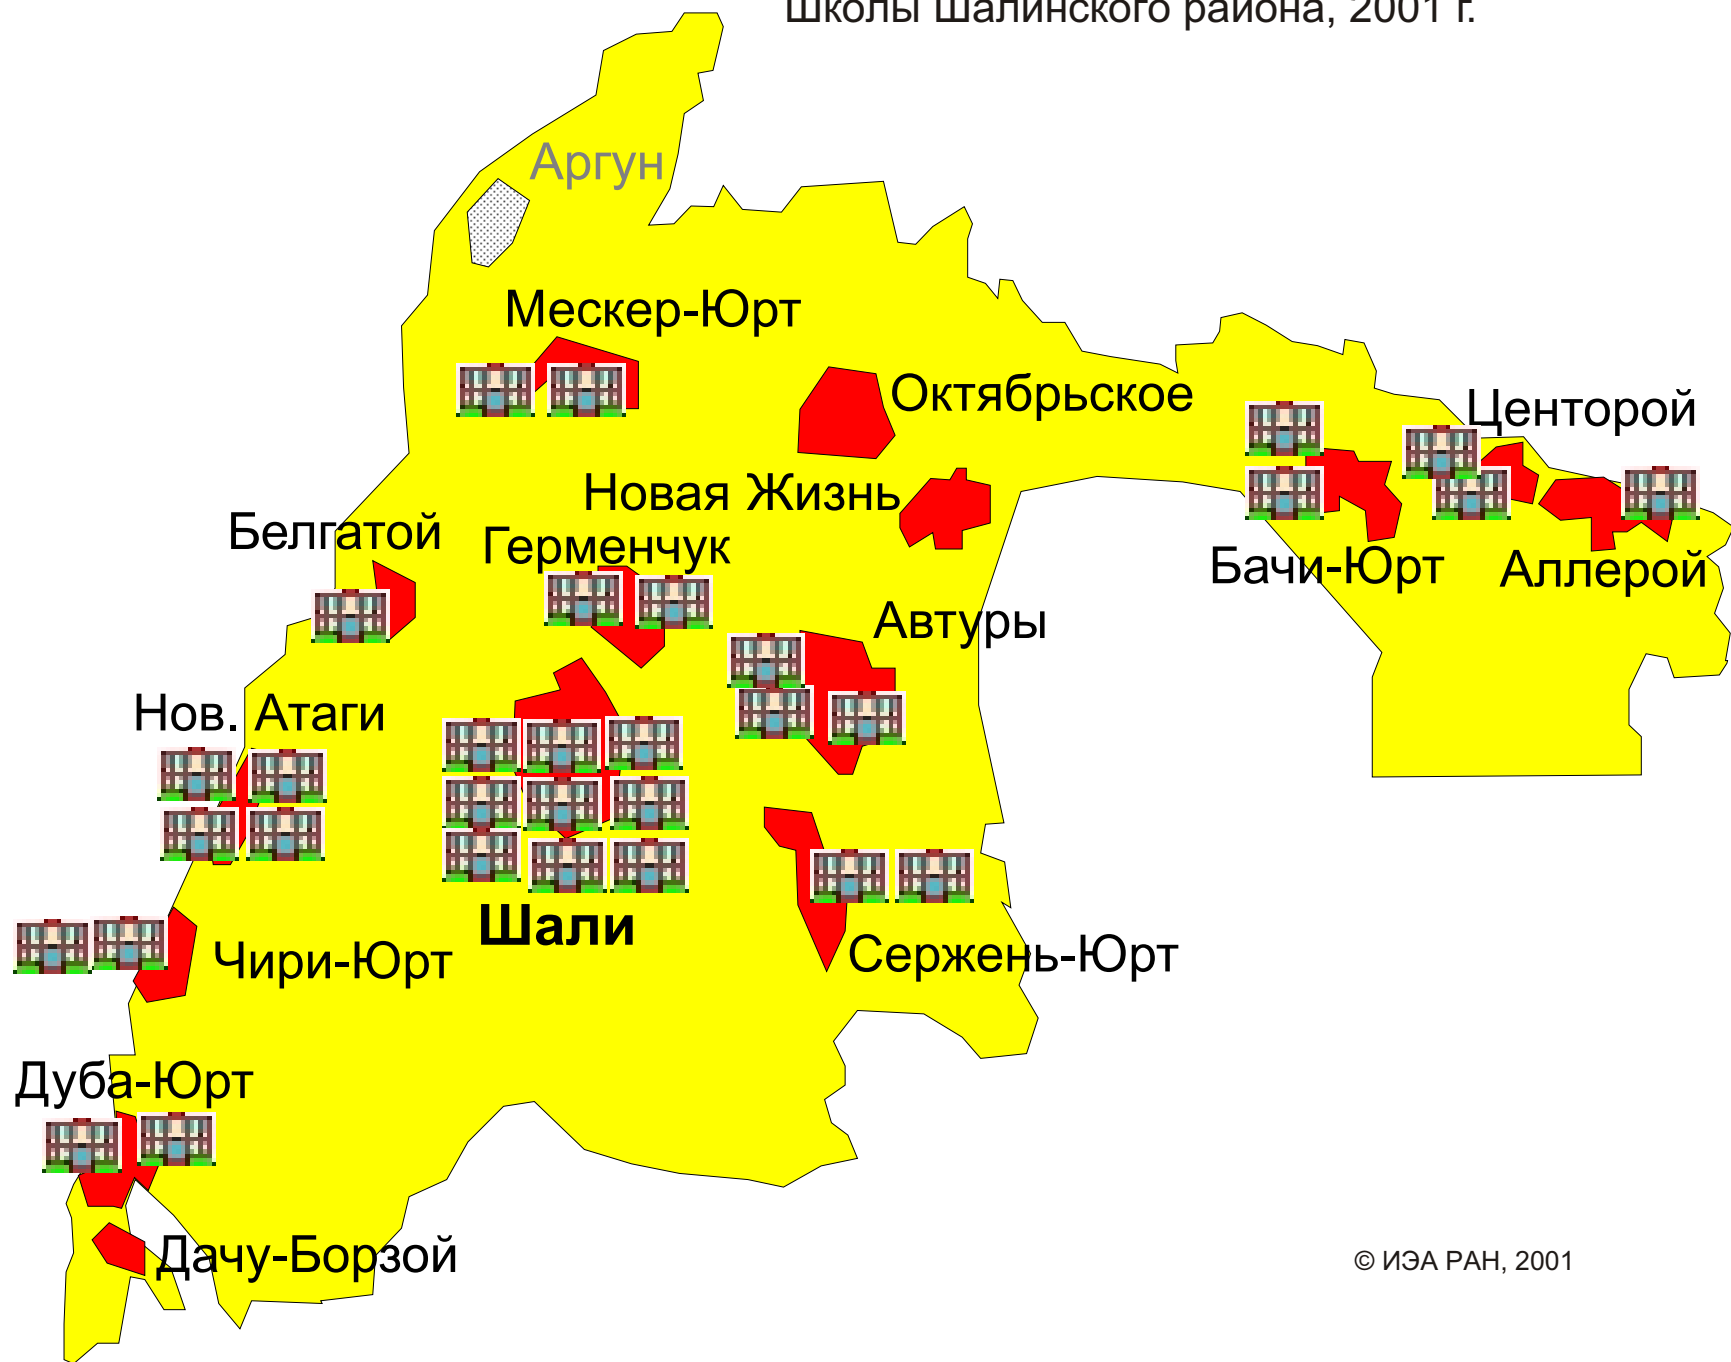 Школы Шалинского района, 2001 г.
Аргун
Мескер-Юрт
Октябрьское
Центорой
Новая Жизнь
Белгатой
Герменчук
Бачи-Юрт
Аллерой
Автуры
Нов. Атаги
Шали
Чири-Юрт
Сержень-Юрт
Дуба-Юрт
Дачу-Борзой
© ИЭА РАН, 2001